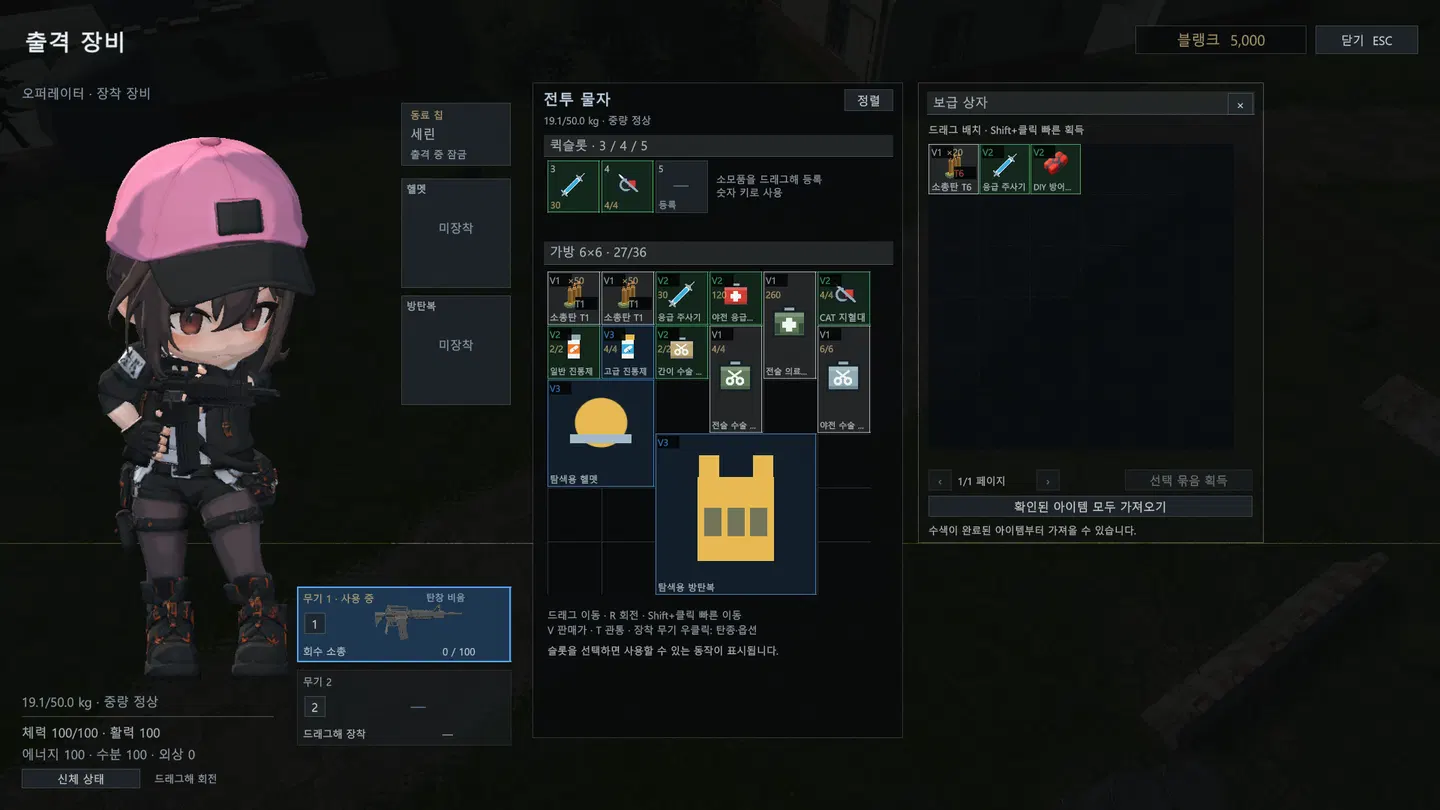 출격 장비
블랭크 5,000
닫기 ESC
오퍼레이터 · 장착 장비
동료 칩
세린
출격 중 잠금
헬멧
미장착
방탄복
미장착
무기 1 · 사용 중
탄창 비움
1
회수 소총
0 / 100
무기 2
2
—
드래그해 장착
—
19.1/50.0 kg · 중량 정상
체력 100/100 · 활력 100
에너지 100 · 수분 100 · 외상 0
신체 상태
드래그해 회전
전투 물자
정렬
19.1/50.0 kg · 중량 정상
퀵슬롯 · 3 / 4 / 5
3
30
4
4/4
5
—
등록
소모품을 드래그해 등록
숫자 키로 사용
가방 6×6 · 27/36
V1 ×50
T1
소총탄 T1
V1 ×50
T1
소총탄 T1
V2
30
응급 주사기
V2
120
야전 응급...
V1
260
전술 의료...
V2
4/4
CAT 지혈대
V2
2/2
일반 진통제
V3
4/4
고급 진통제
V2
2/2
간이 수술 ...
V1
4/4
전술 수술 ...
V1
6/6
야전 수술 ...
V3
탐색용 헬멧
V3
탐색용 방탄복
드래그 이동 · R 회전 · Shift+클릭 빠른 이동
V 판매가 · T 관통 · 장착 무기 우클릭: 탄종·옵션
슬롯을 선택하면 사용할 수 있는 동작이 표시됩니다.
보급 상자
×
드래그 배치 · Shift+클릭 빠른 획득
V1 ×20
T6
소총탄 T6
V2
응급 주사기
V2
DIY 방어...
‹
1/1 페이지
›
선택 묶음 획득
확인된 아이템 모두 가져오기
수색이 완료된 아이템부터 가져올 수 있습니다.